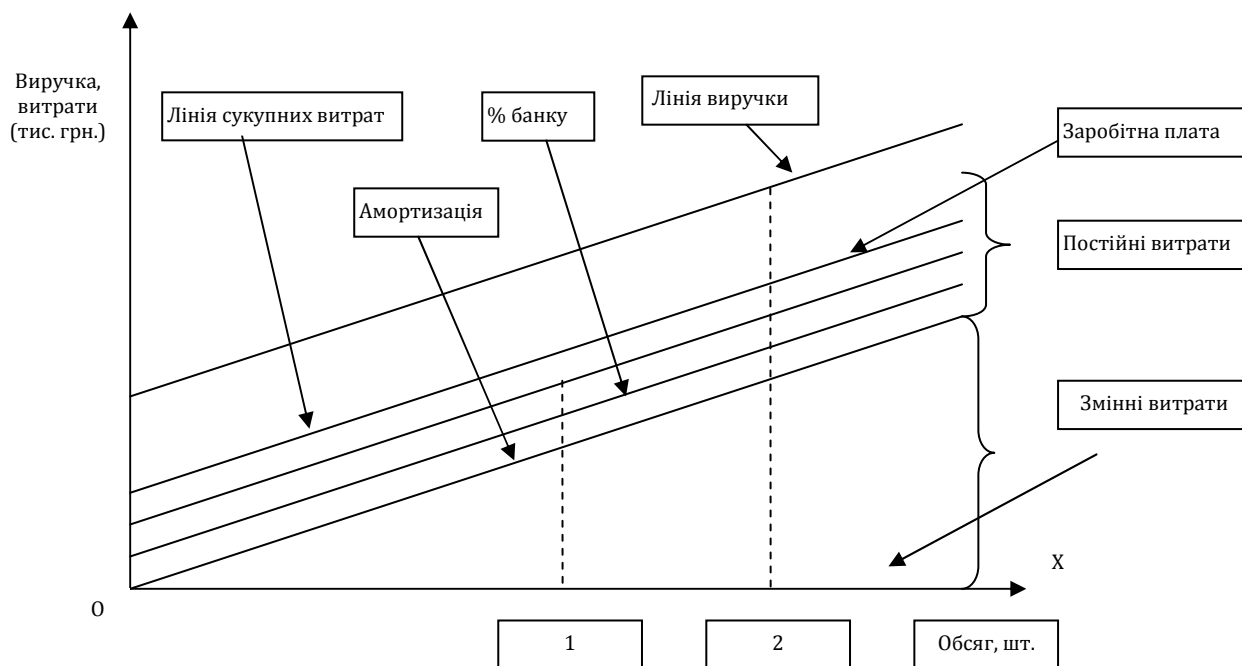 Виручка,
витрати
(тис. грн.)
Лінія сукупних витрат
% банку
Лінія виручки
Заробітна плата
Амортизація
Постійні витрати
Змінні витрати
X
O
1
2
Обсяг, шт.